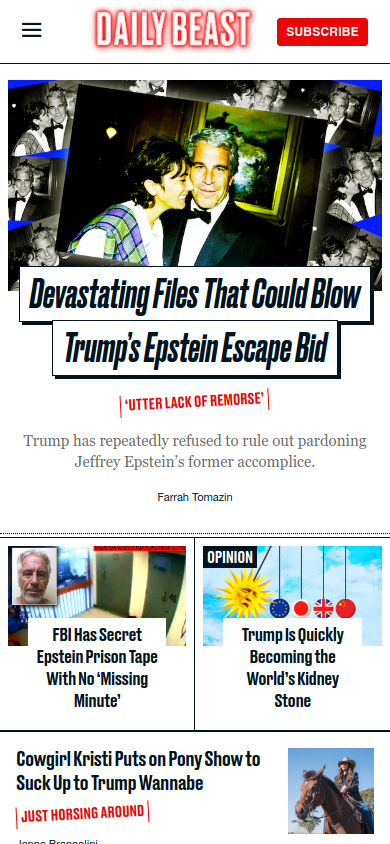 DAILY BEAST
SUBSCRIBE
Devastating Files That Could Blow
Trump's Epstein Escape Bid
'UTTER LACK OF REMORSE'
Trump has repeatedly refused to rule out pardoning
Jeffrey Epstein's former accomplice.
Farrah Tomazin
FBI Has Secret
Epstein Prison Tape
With No 'Missing
Minute'
OPINION
Trump Is Quickly
Becoming the
World's Kidney
Stone
Cowgirl Kristi Puts on Pony Show to
Suck Up to Trump Wannabe
JUST HORSING AROUND